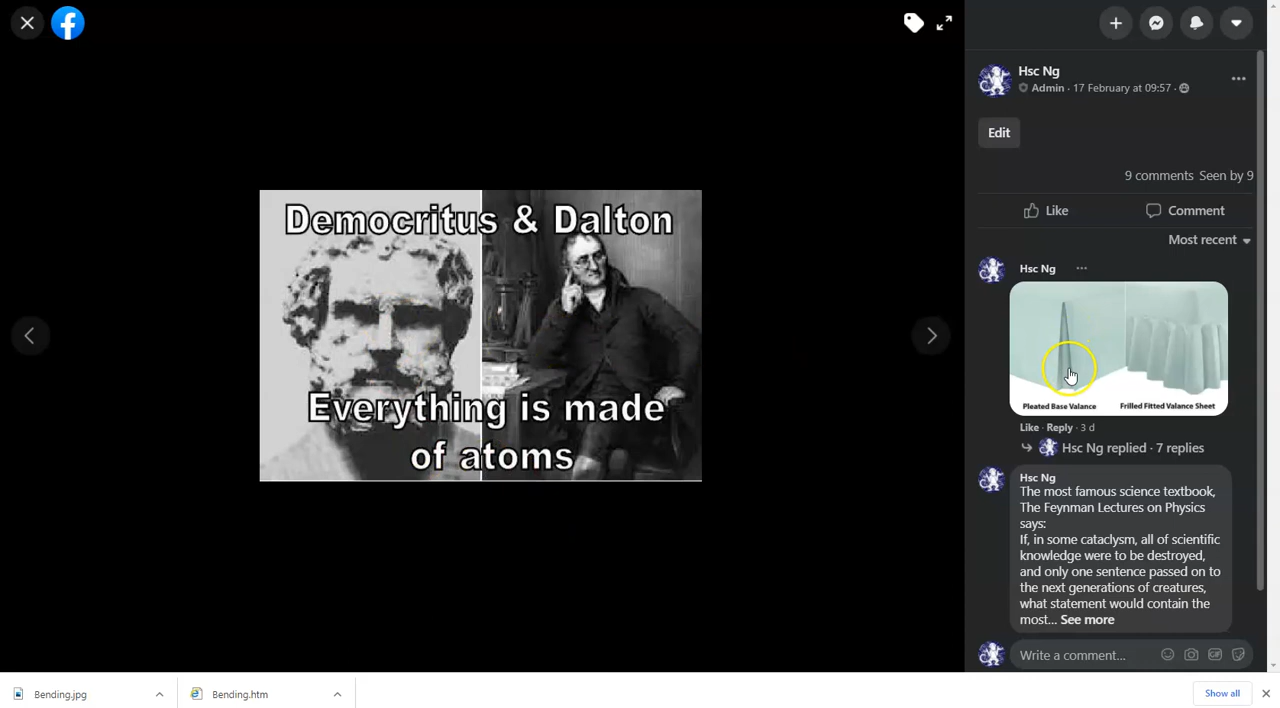 Hsc Ng
Admin · 17 February at 09:57 ·
Edit
9 comments Seen by 9
Like
Comment
Most recent
Democritus & Dalton
Everything is made
of atoms
Hsc Ng
Pleated Base Valance
Frilled Fitted Valance Sheet
Like · Reply · 3 d
Hsc Ng replied · 7 replies
Hsc Ng
The most famous science textbook,
The Feynman Lectures on Physics
says:
If, in some cataclysm, all of scientific
knowledge were to be destroyed,
and only one sentence passed on to
the next generations of creatures,
what statement would contain the
most... See more
Write a comment...
GIF
Bending.jpg
Bending.htm
Show all